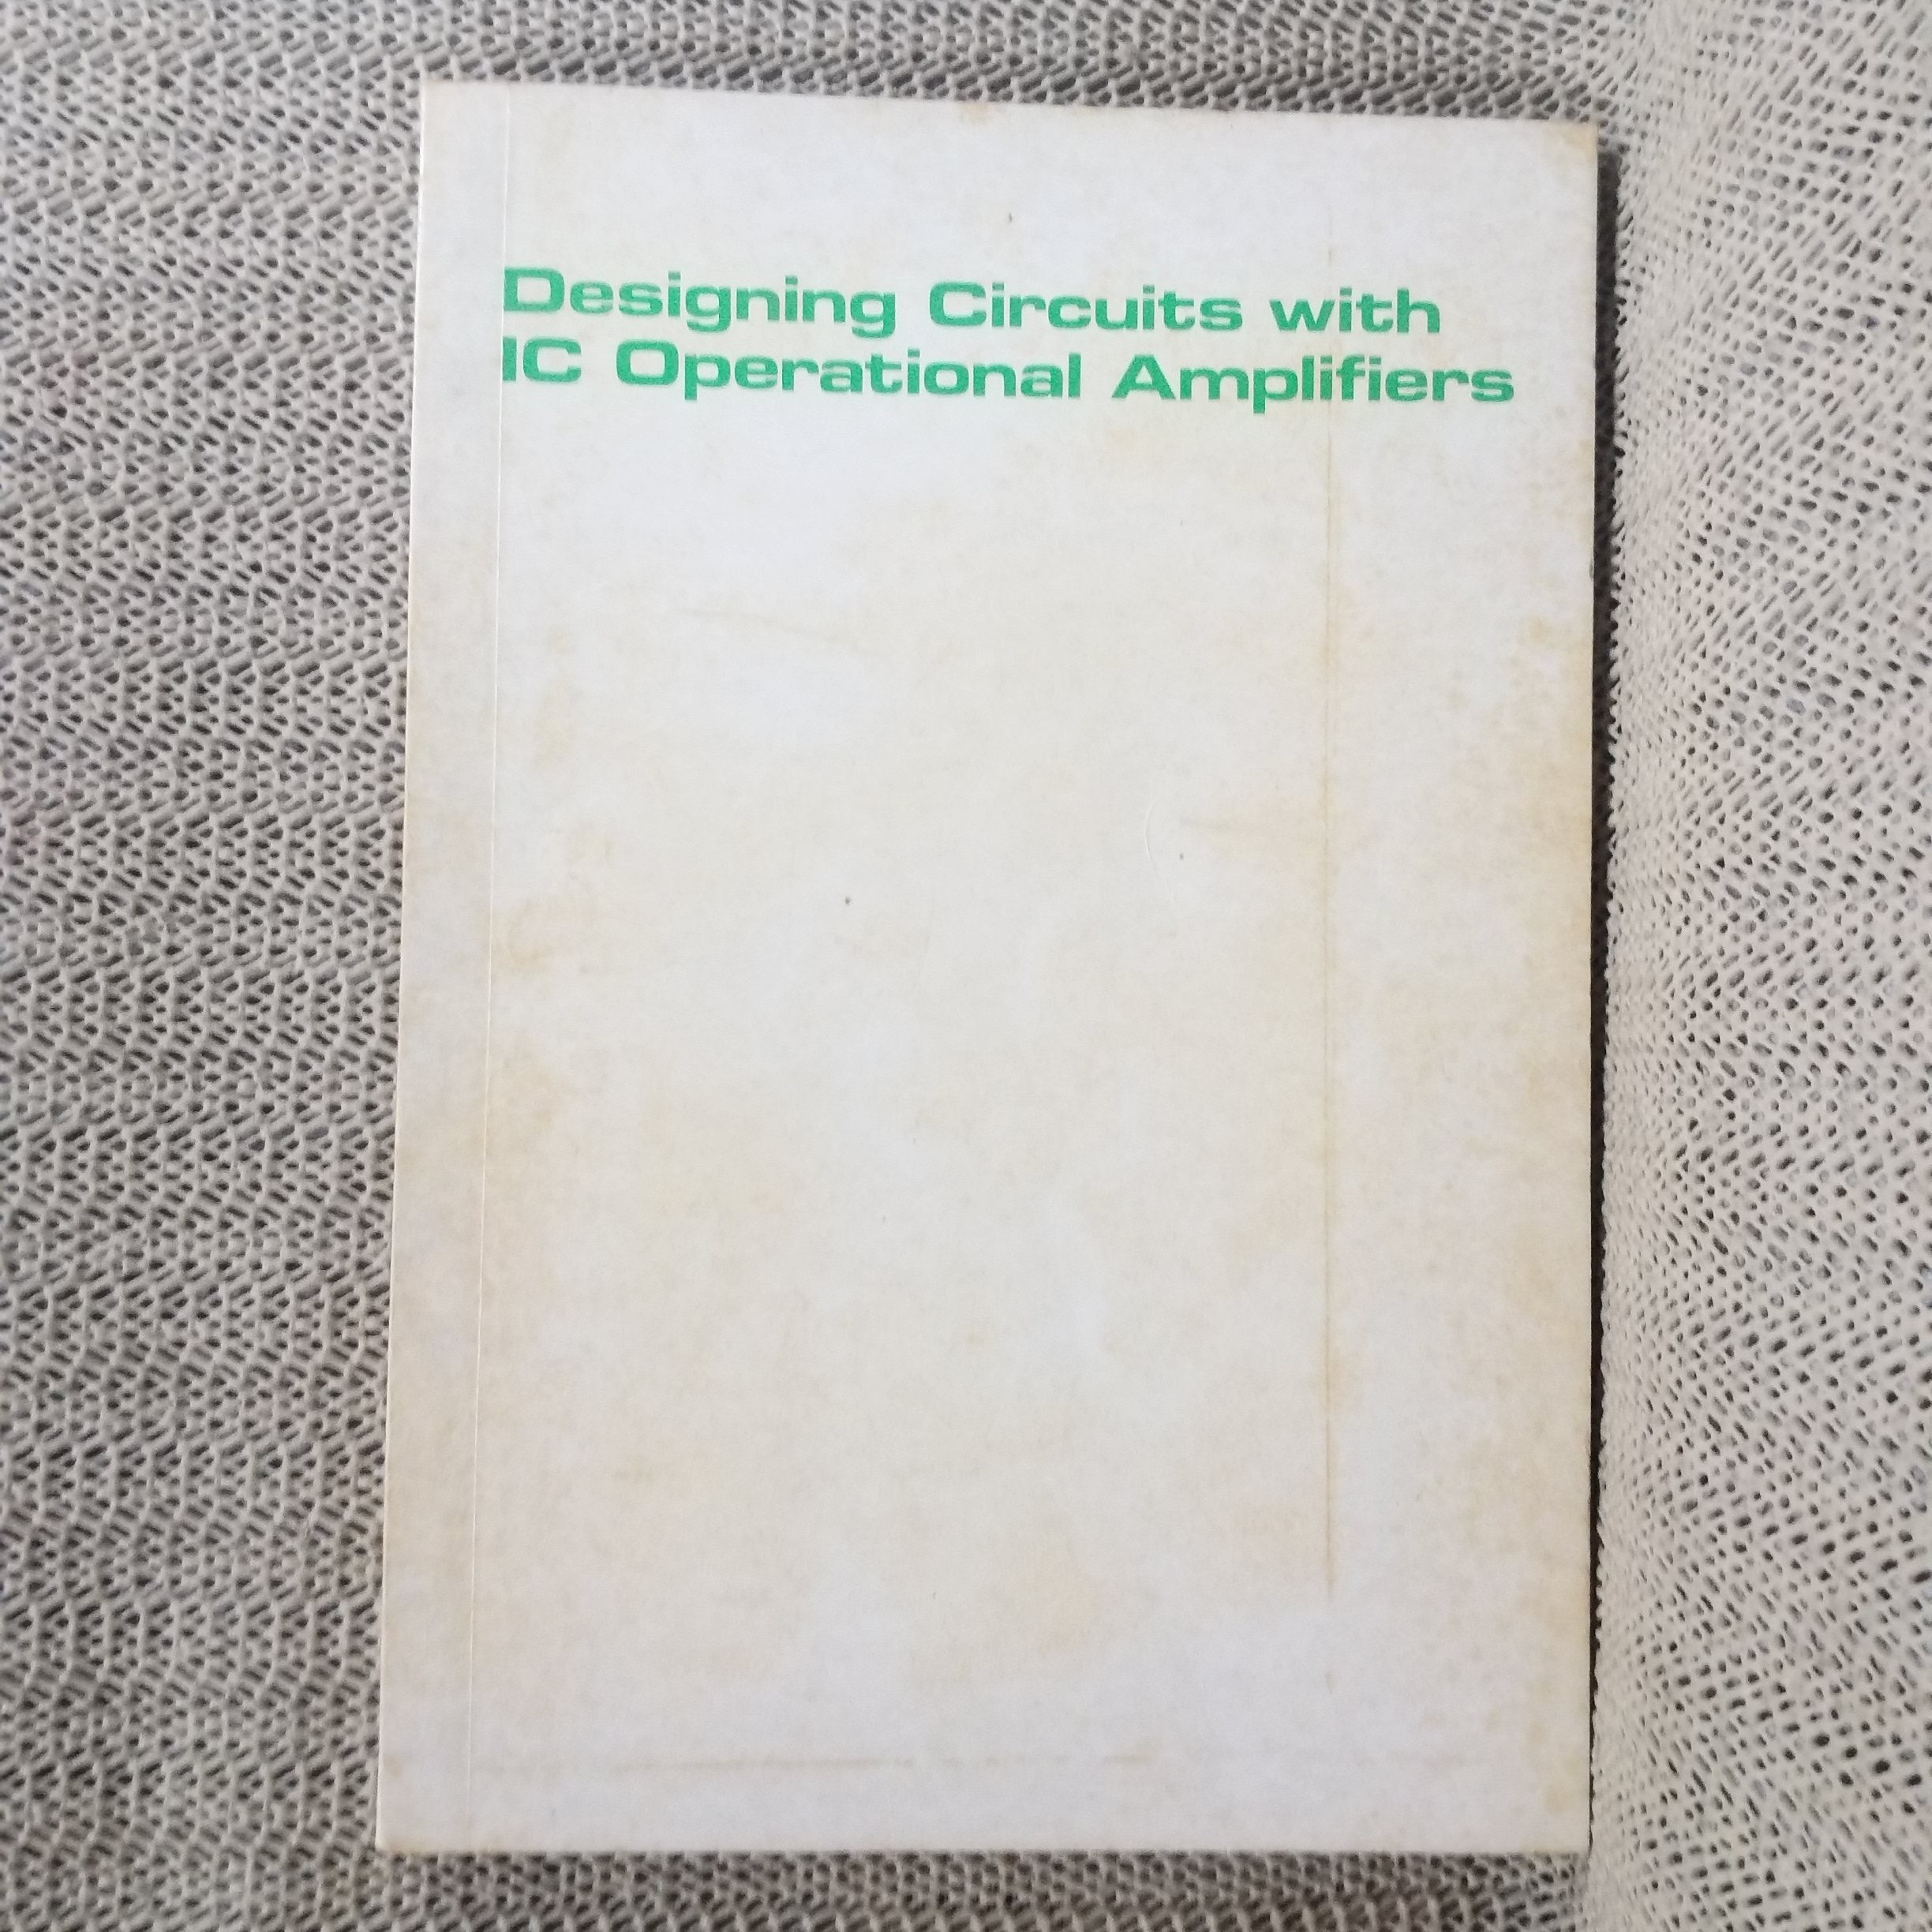 Designing Circuits with
IC Operational Amplifiers